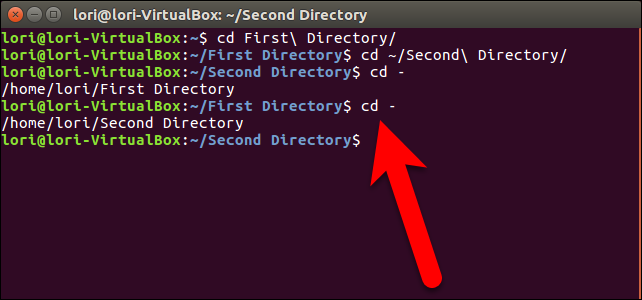 lori@lori-VirtualBox: ~/Second Directory
lori@lori-VirtualBox:~$ cd First\ Directory/
lori@lori-VirtualBox:~/First Directory$ cd ~/Second\ Directory/
lori@lori-VirtualBox:~/Second Directory$ cd -
/home/lori/First Directory
lori@lori-VirtualBox:~/First Directory$ cd -
/home/lori/Second Directory
lori@lori-VirtualBox:~/Second Directory$